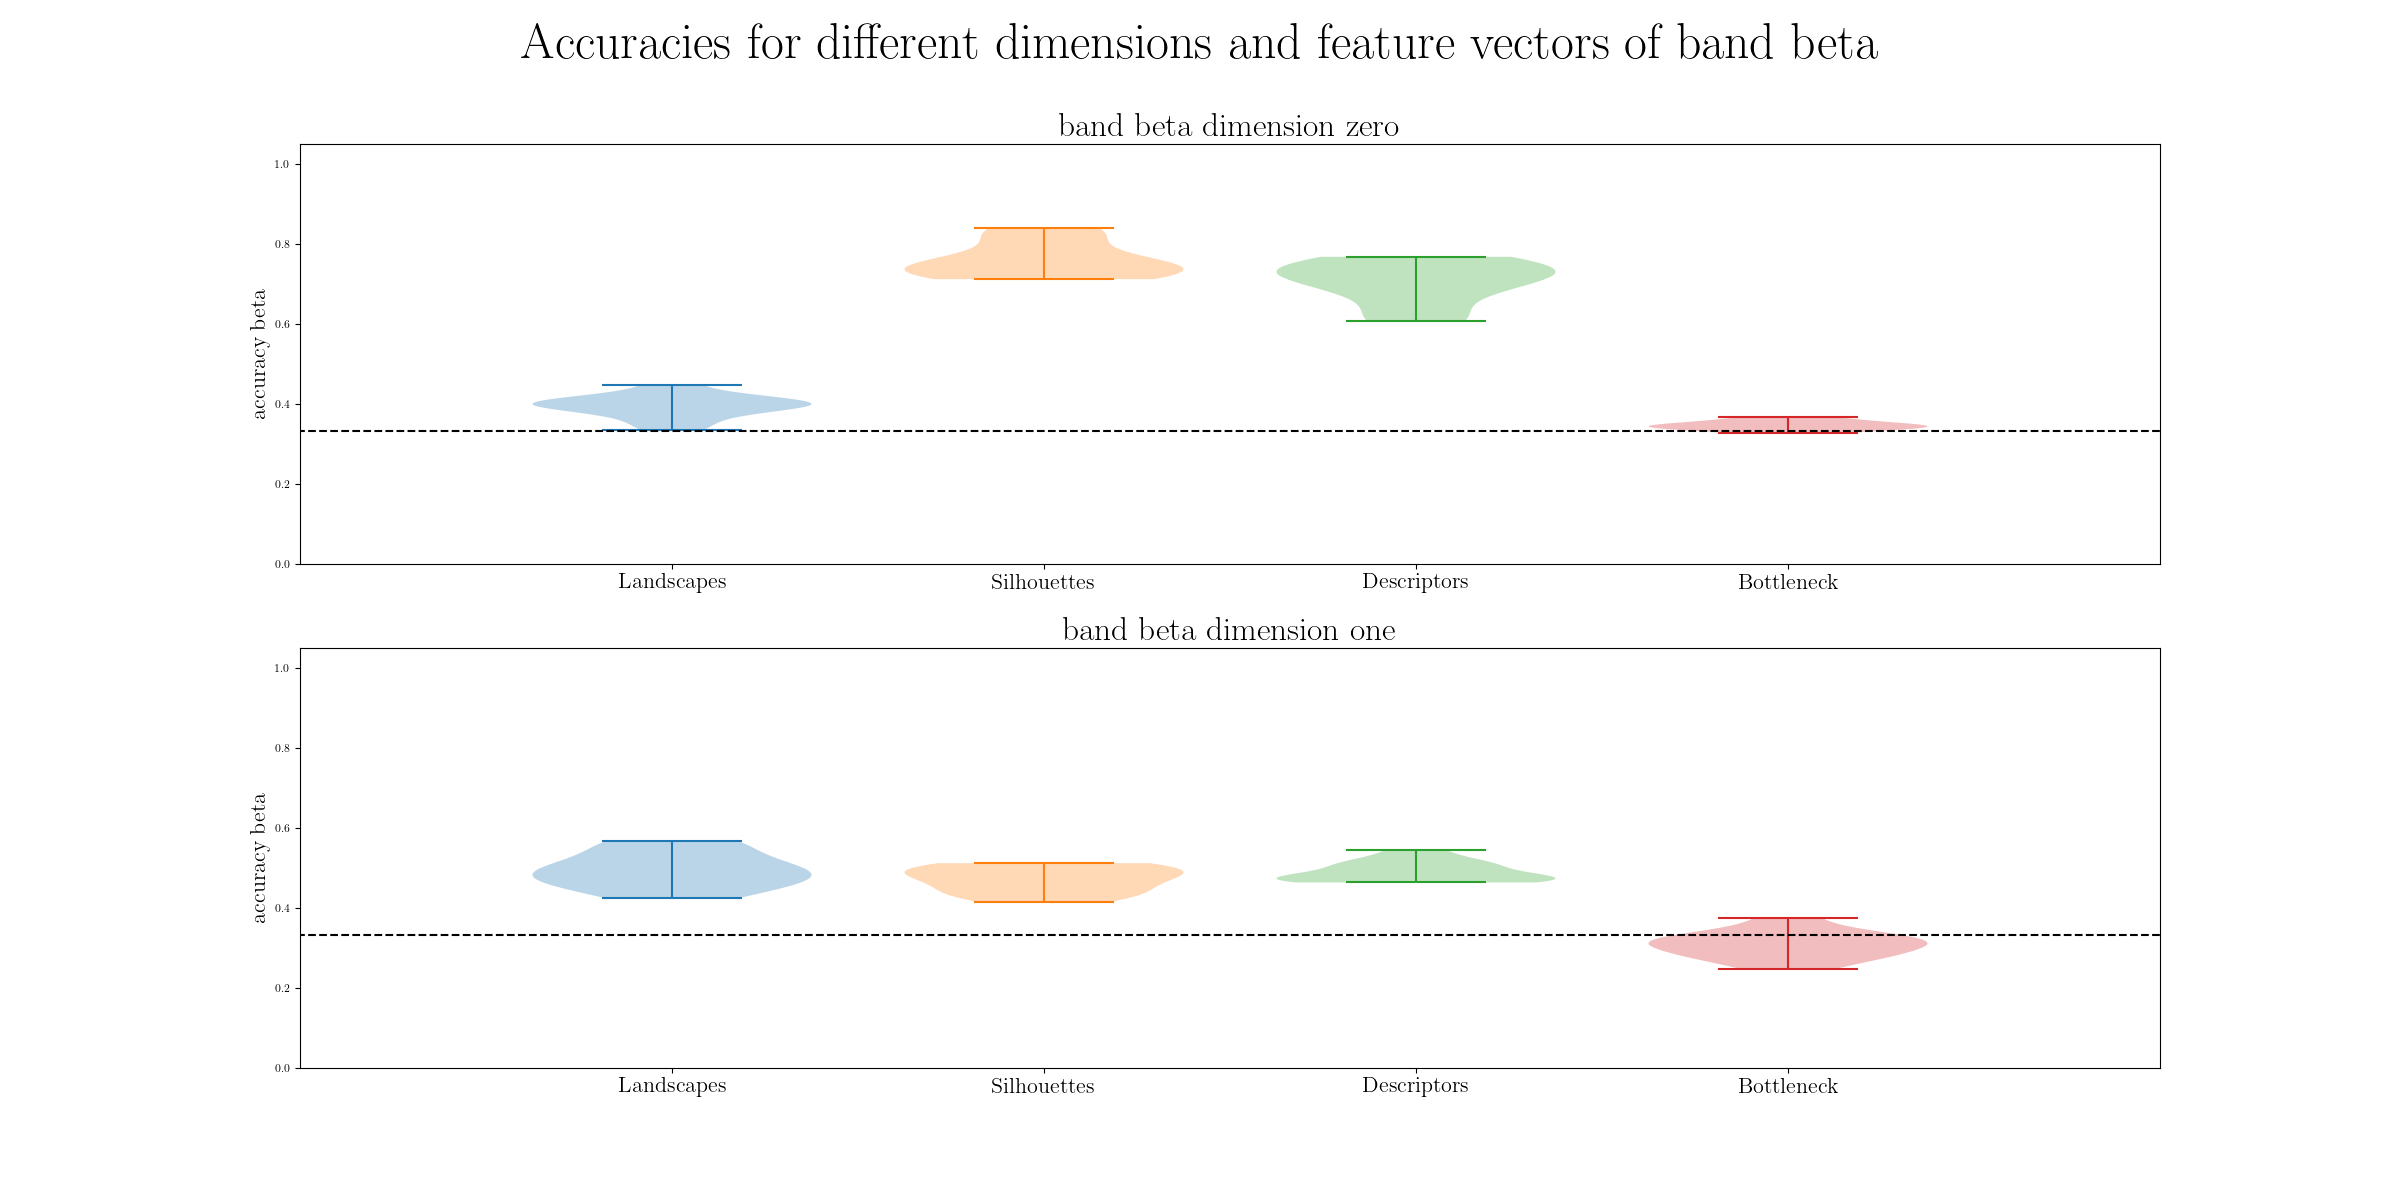 Accuracies for different dimensions and feature vectors of band beta
band beta dimension zero
accuracy beta
1.0
0.8
0.6
0.4
0.2
0.0
Landscapes Silhouettes Descriptors Bottleneck
band beta dimension one
accuracy beta
1.0
0.8
0.6
0.4
0.2
0.0
Landscapes Silhouettes Descriptors Bottleneck